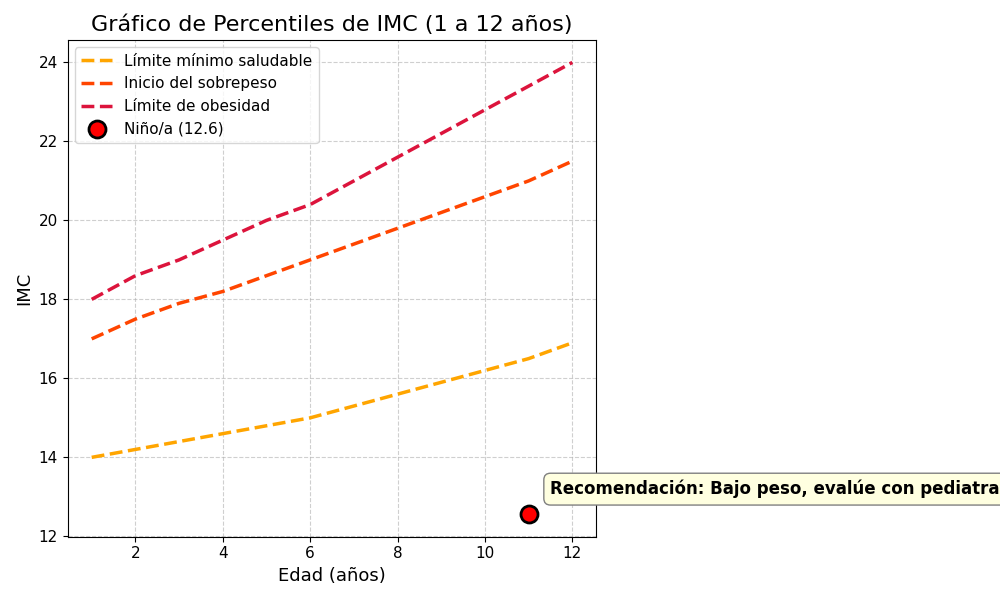 Gráfico de Percentiles de IMC (1 a 12 años)
Límite mínimo saludable
Inicio del sobrepeso
Límite de obesidad
Niño/a (12.6)
24
22
20
18
16
14
12
IMC
Recomendación: Bajo peso, evalúe con pediatra
2
4
6
8
10
12
Edad (años)